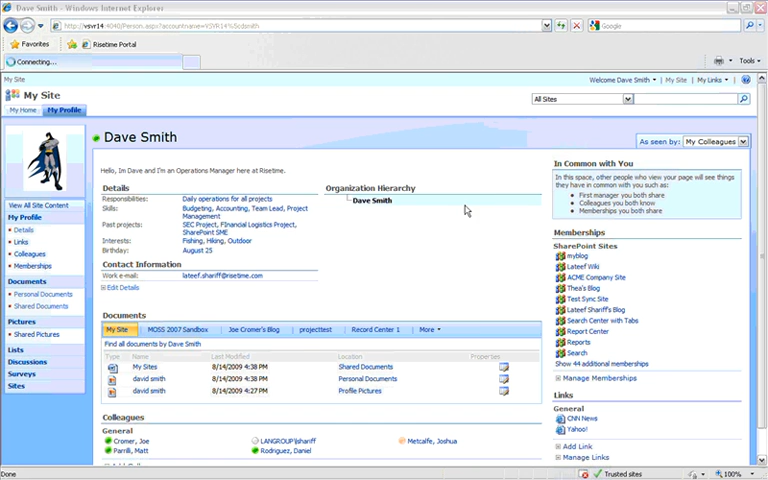 Dave Smith - Windows Internet Explorer
http://vsvr14:4040/Person.aspx?accountname=VSVR14%5cdsmith
Google
Favorites
Risetime Portal
Connecting...
Tools
My Site
Welcome Dave Smith
My Site
My Links
My Site
All Sites
My Home
My Profile
Dave Smith
As seen by: My Colleagues
Hello, Im Dave and I'm an Operations Manager here at Risetime.
View All Site Content
My Profile
Details
Links
Colleagues
Memberships
Documents
Personal Documents
Shared Documents
Pictures
Shared Pictures
Lists
Discussions
Surveys
Sites
Details
Responsibilities: Daily operations for all projects
Skills: Budgeting, Accounting, Team Lead, Project
Management
Past projects: SEC Project, FInancial Logistics Project,
SharePoint SME
Interests: Fishing, Hiking, Outdoor
Birthday: August 25
Contact Information
Work e-mail: lateef.shariff@risetime.com
Edit Details
Organization Hierarchy
Dave Smith
Documents
My Site MOSS 2007 Sandbox Joe Cromer's Blog projecttest Record Center 1 More
Find all documents by Dave Smith
Type Name Last Modified Location Properties
My Sites 8/14/2009 4:38 PM Shared Documents
david smith 8/14/2009 4:38 PM Personal Documents
david smith 8/14/2009 4:27 PM Profile Pictures
Colleagues
General
Cromer, Joe LANGROUP\lshariff Metcalfe, Joshua
Parrilli, Matt Rodriguez, Daniel
In Common with You
In this space, other people who view your page will see things
they have in common with you such as:
First manager you both share
Colleagues you both know
Memberships you both share
Memberships
SharePoint Sites
myblog
Lateef Wiki
ACME Company Site
Thea's Blog
Test Sync Site
Lateef Shariff's Blog
Search Center with Tabs
Report Center
Reports
Search
Show 44 additional memberships
Manage Memberships
Links
General
CNN News
Yahoo!
Add Link
Manage Links
Done
Trusted sites
100%